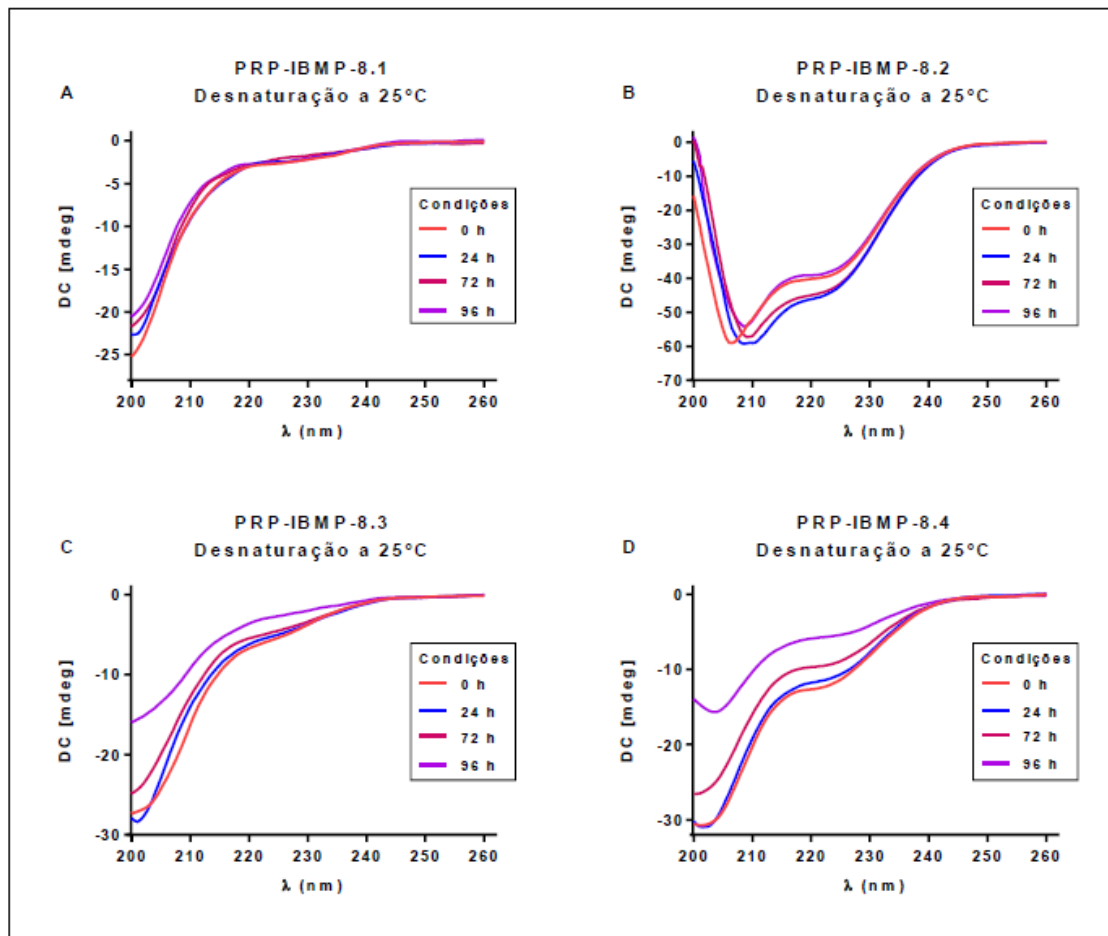 PRP-IBMP-8.1
A
Desnaturação a 25°C
DC [mdeg]
0
-5
-10
-15
-20
-25
200 210 220 230 240 250 260
λ (nm)
Condições
0 h
24 h
72 h
96 h
PRP-IBMP-8.2
B
Desnaturação a 25°C
DC [mdeg]
0
-10
-20
-30
-40
-50
-60
-70
200 210 220 230 240 250 260
λ (nm)
Condições
0 h
24 h
72 h
96 h
PRP-IBMP-8.3
C
Desnaturação a 25°C
DC [mdeg]
0
-10
-20
-30
200 210 220 230 240 250 260
λ (nm)
Condições
0 h
24 h
72 h
96 h
PRP-IBMP-8.4
D
Desnaturação a 25°C
DC [mdeg]
0
-10
-20
-30
200 210 220 230 240 250 260
λ (nm)
Condições
0 h
24 h
72 h
96 h